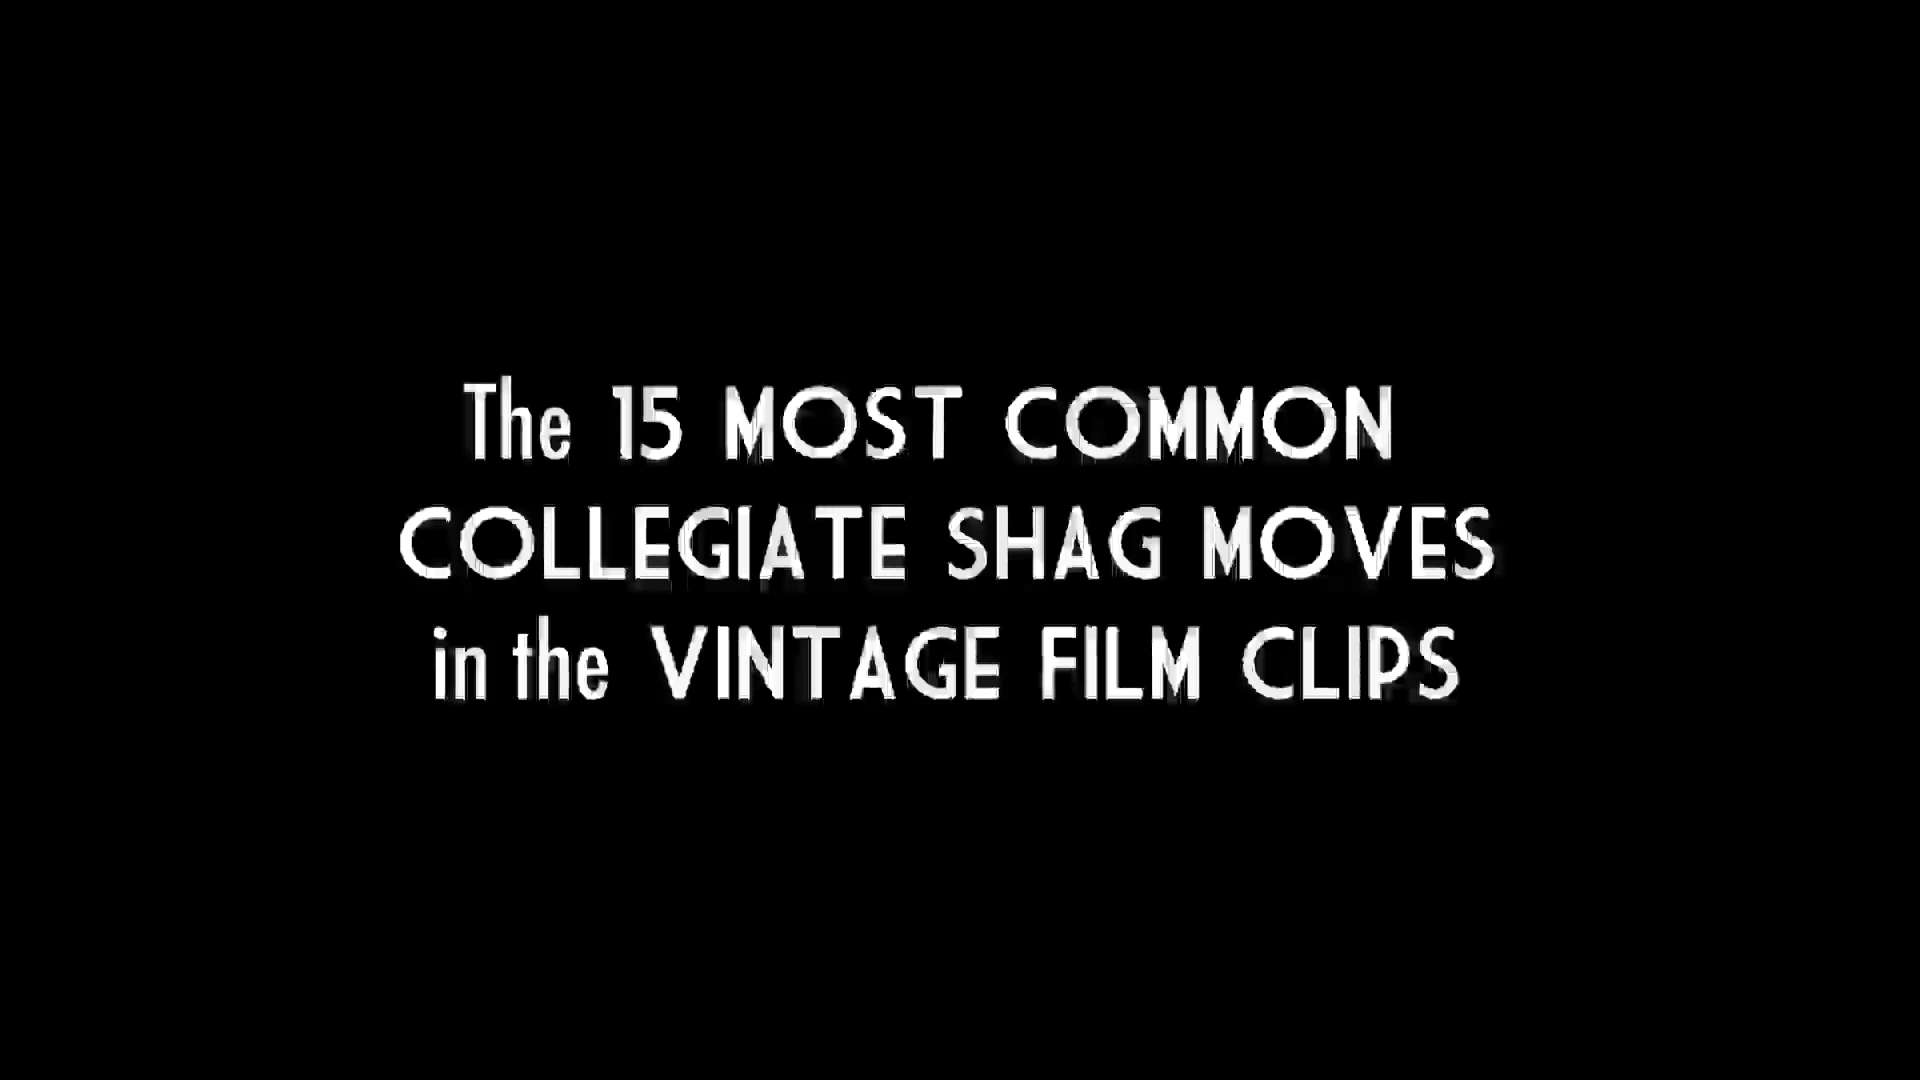 The 15 MOST COMMON
COLLEGIATE SHAG MOVES
in the VINTAGE FILM CLIPS